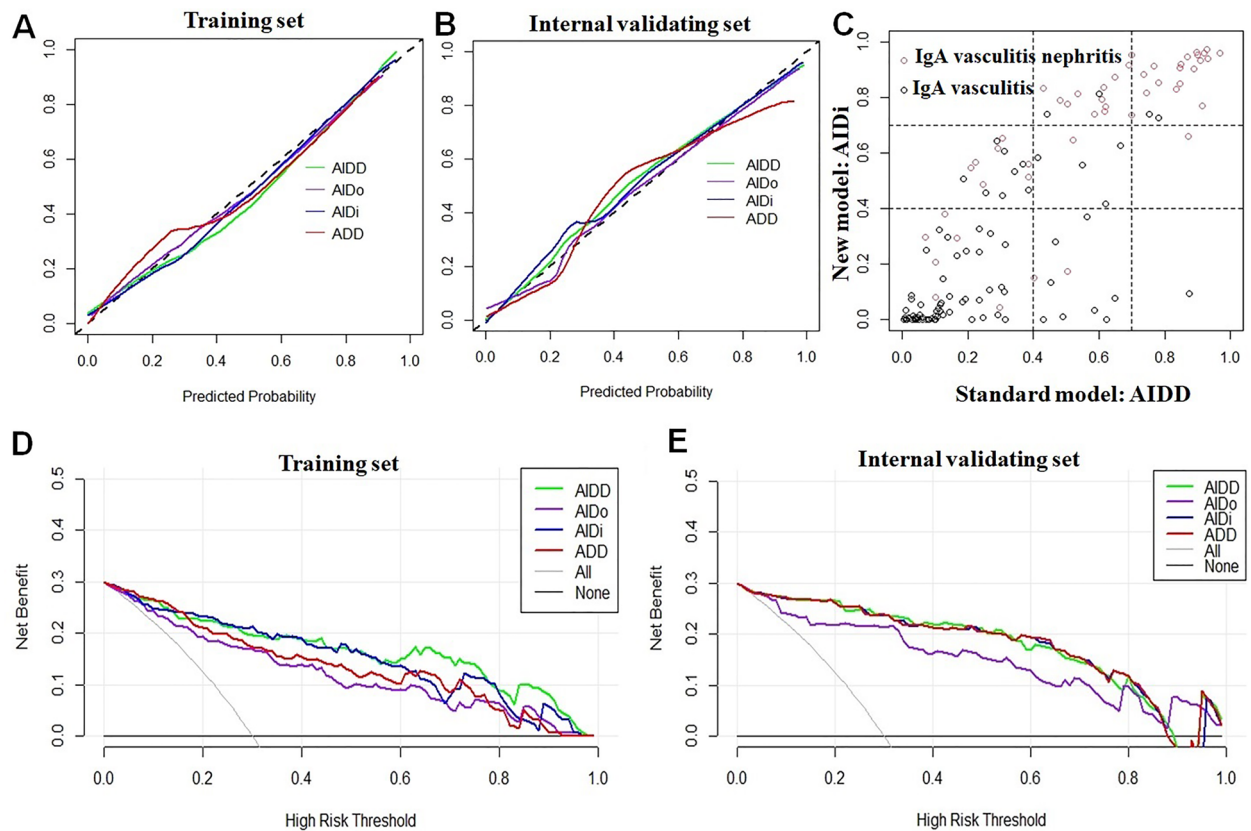 A
Training set
1.0
0.8
0.6
0.4
0.2
0.0
AIDD
AIDo
AIDi
ADD
0.0 0.2 0.4 0.6 0.8 1.0
Predicted Probability
B
Internal validating set
1.0
0.8
0.6
0.4
0.2
0.0
AIDD
AIDo
AIDi
ADD
0.0 0.2 0.4 0.6 0.8 1.0
Predicted Probability
C
New model: AIDi
1.0
0.8
0.6
0.4
0.2
0.0
IgA vasculitis nephritis
IgA vasculitis
0.0 0.2 0.4 0.6 0.8 1.0
Standard model: AIDD
D
Training set
Net Benefit
0.5
0.4
0.3
0.2
0.1
0.0
AIDD
AIDo
AIDi
ADD
All
None
0.0 0.2 0.4 0.6 0.8 1.0
High Risk Threshold
E
Internal validating set
Net Benefit
0.5
0.4
0.3
0.2
0.1
0.0
AIDD
AIDo
AIDi
ADD
All
None
0.0 0.2 0.4 0.6 0.8 1.0
High Risk Threshold